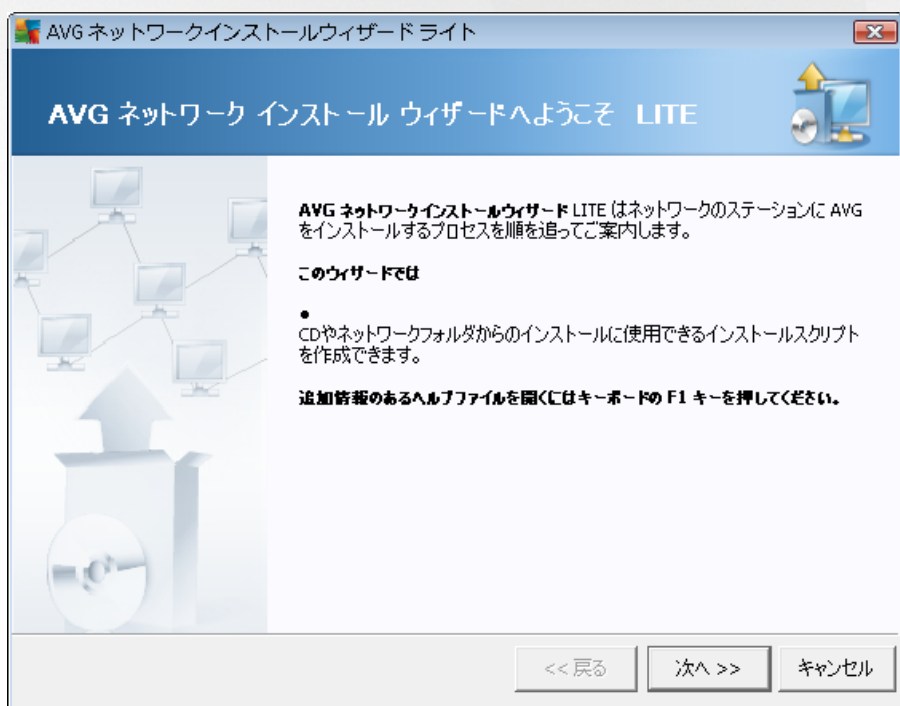 AVG ネットワークインストールウィザード ライト
AVG ネットワーク インストール ウィザードへようこそ LITE
AVG ネットワークインストールウィザード LITE はネットワークのステーションに AVG
をインストールするプロセスを順を追ってご案内します。
このウィザードでは
●
CDやネットワークフォルダからのインストールに使用できるインストールスクリプト
を作成できます。
追加情報のあるヘルプファイルを開くにはキーボードの F1 キーを押してください。
<< 戻る
次へ >>
キャンセル